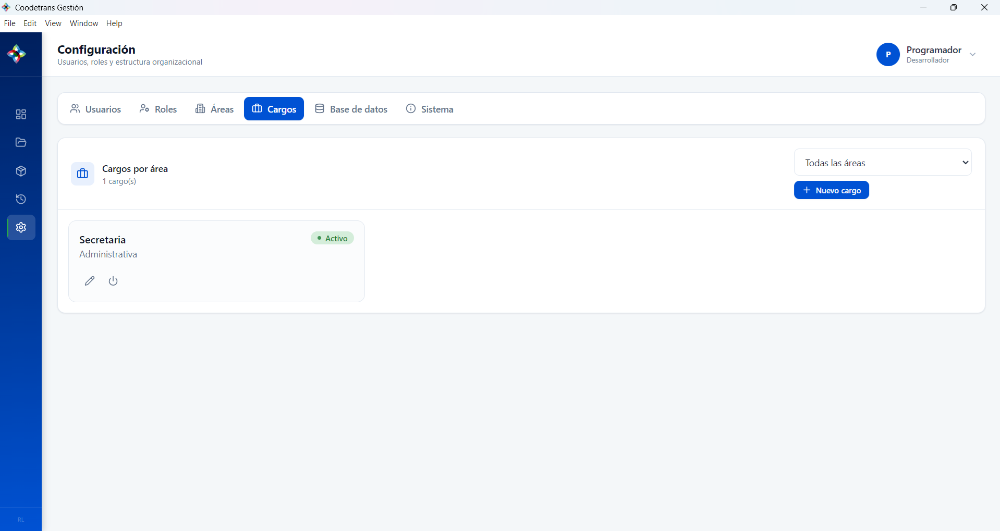 Coodetrans Gestión
File Edit View Window Help
Configuración
Usuarios, roles y estructura organizacional
P
Programador
Desarrollador
Usuarios Roles Áreas Cargos Base de datos Sistema
Cargos por área
1 cargo(s)
Todas las áreas
Nuevo cargo
Secretaria
Activo
Administrativa
RL